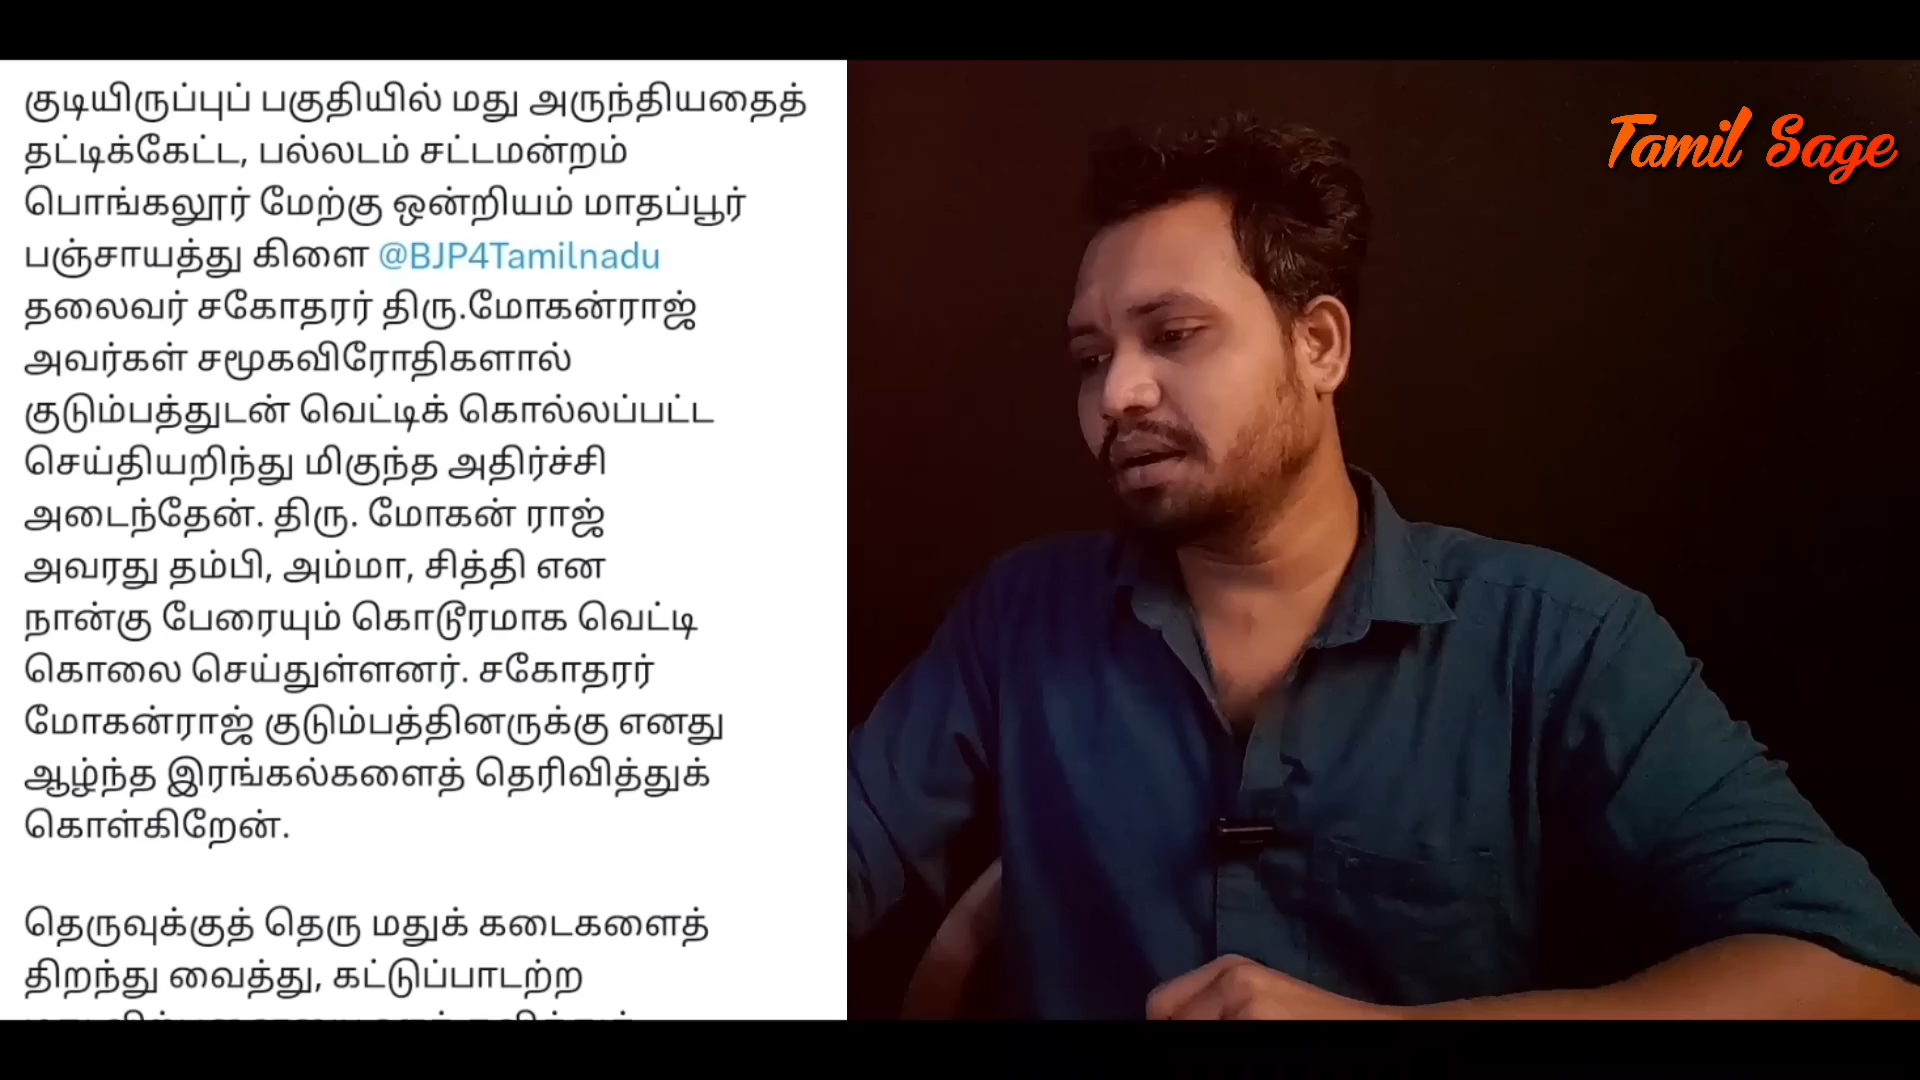 குடியிருப்புப் பகுதியில் மது அருந்தியதைத்
தட்டிக்கேட்ட, பல்லடம் சட்டமன்றம்
பொங்கலூர் மேற்கு ஒன்றியம் மாதப்பூர்
பஞ்சாயத்து கிளை @BJP4Tamilnadu
தலைவர் சகோதரர் திரு.மோகன்ராஜ்
அவர்கள் சமூகவிரோதிகளால்
குடும்பத்துடன் வெட்டிக் கொல்லப்பட்ட
செய்தியறிந்து மிகுந்த அதிர்ச்சி
அடைந்தேன். திரு. மோகன் ராஜ்
அவரது தம்பி, அம்மா, சித்தி என
நான்கு பேரையும் கொடூரமாக வெட்டி
கொலை செய்துள்ளனர். சகோதரர்
மோகன்ராஜ் குடும்பத்தினருக்கு எனது
ஆழ்ந்த இரங்கல்களைத் தெரிவித்துக்
கொள்கிறேன்.
தெருவுக்குத் தெரு மதுக் கடைகளைத்
திறந்து வைத்து, கட்டுப்பாடற்ற
Tamil Sage